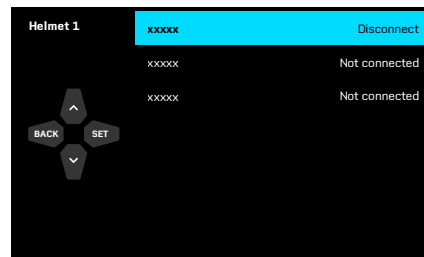 Helmet 1
xxxxx Disconnect
xxxxx Not connected
xxxxx Not connected
BACK SET